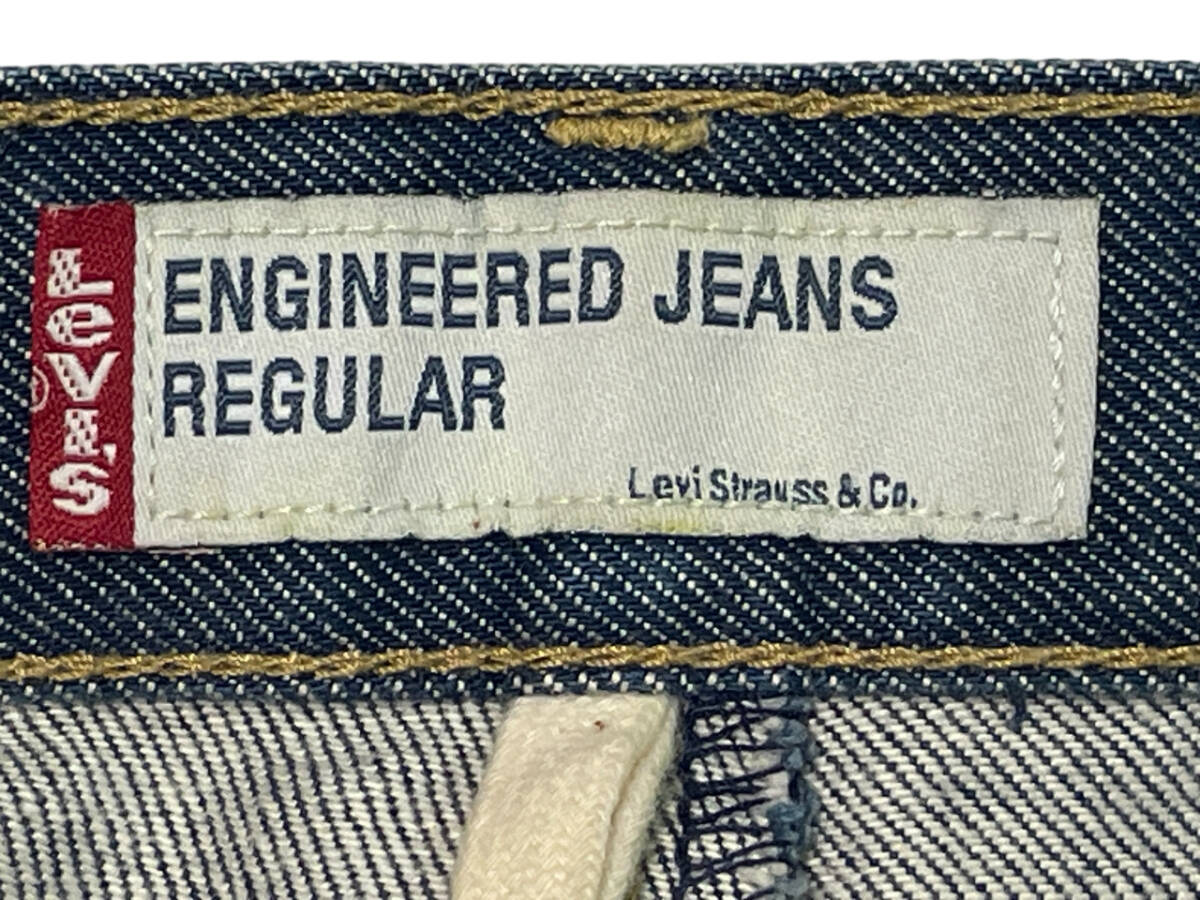 LEVI'S
®
ENGINEERED JEANS
REGULAR
Levi Strauss & Co.